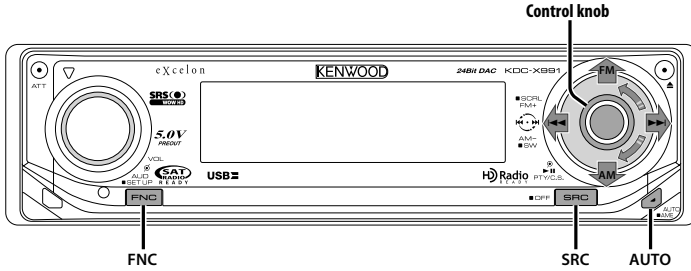 Control knob
eXcelon
KENWOOD
24Bit DAC KDC-X991
FM
ATT
SRS(●)
WOW HD
■SCRL
FM+
5.0V
PREOUT
AM−
■SW
VOL
AUD
■SET UP
SAT
RADIO
READY
USB
HD Radio
READY
▶II
PTY/C.S.
AM
FNC
■OFF
SRC
AUTO
■AME
FNC
SRC
AUTO